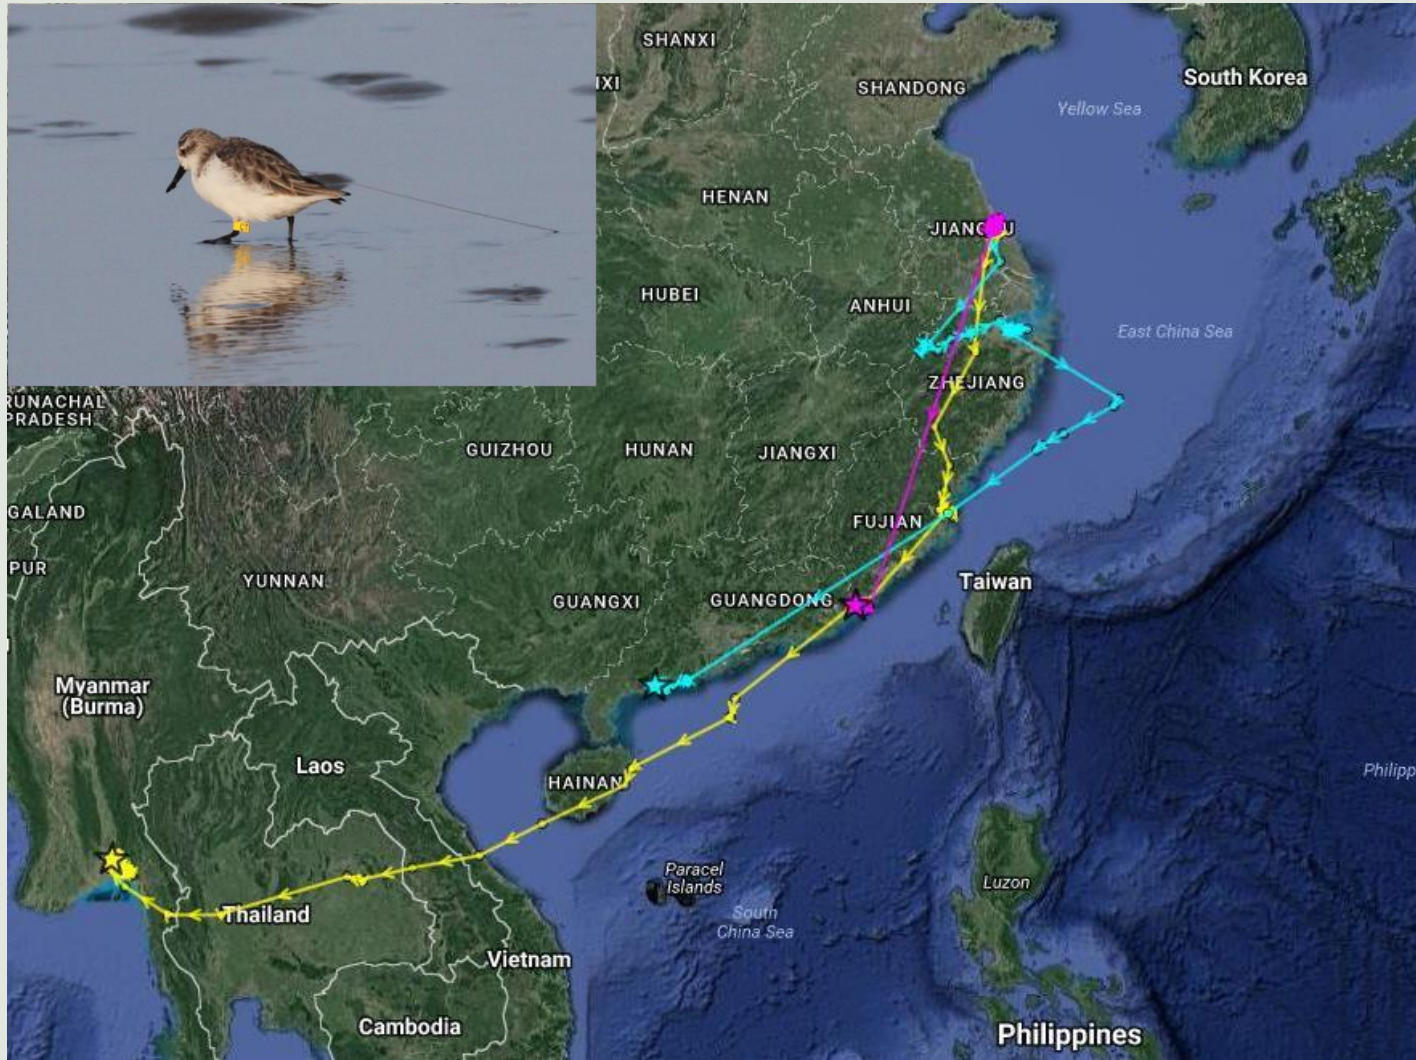 SHANXI
IXI
SHANDONG
South Korea
Yellow Sea
HENAN
HUBEI
ANHUI
East China Sea
ZHEJIANG
RUNACHAL
PRADESH
GUIZHOU
HUNAN
JIANGXI
GALAND
FUJIAN
PUR
YUNNAN
Taiwan
GUANGXI
GUANGDONG
Myanmar
(Burma)
Laos
HAINAN
Philipp
Paracel
Islands
Luzon
South
China Sea
Thailand
Vietnam
Cambodia
Philippines